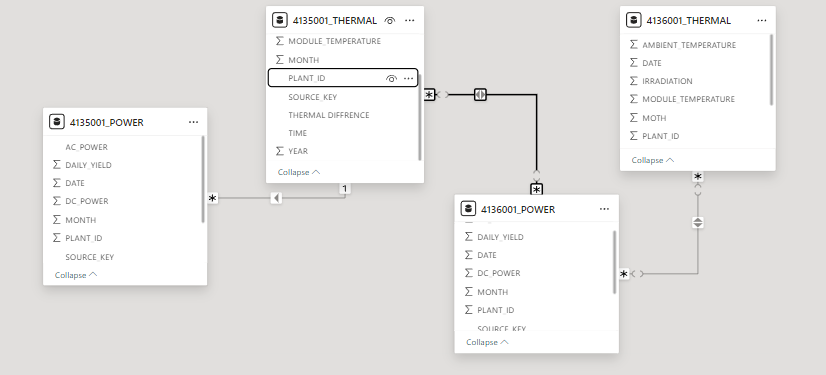 4135001_THERMAL
MODULE_TEMPERATURE
MONTH
PLANT_ID
SOURCE_KEY
THERMAL DIFFRENCE
TIME
YEAR
Collapse
4136001_THERMAL
AMBIENT_TEMPERATURE
DATE
IRRADIATION
MODULE_TEMPERATURE
MOTH
PLANT_ID
Collapse
4135001_POWER
AC_POWER
DAILY_YIELD
DATE
DC_POWER
MONTH
PLANT_ID
SOURCE_KEY
Collapse
1
4136001_POWER
DAILY_YIELD
DATE
DC_POWER
MONTH
PLANT_ID
SOURCE_KEY
Collapse